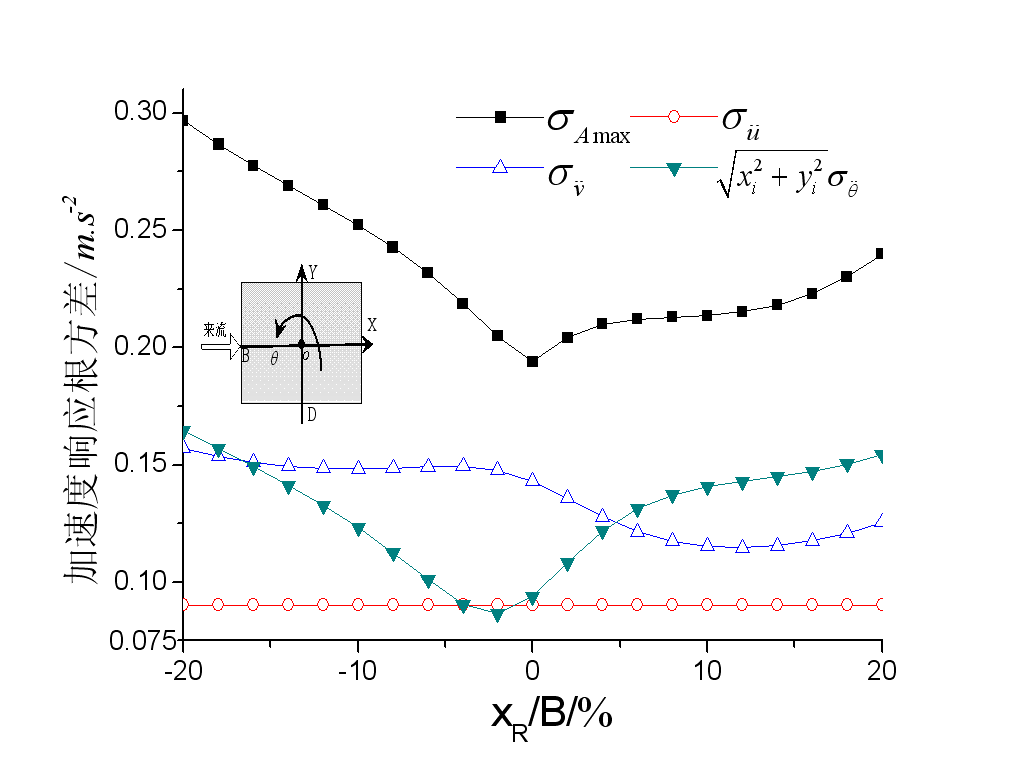 加速度响应根方差/m.s-2
0.30
0.25
0.20
0.15
0.10
0.075
σAmax
σü
σv̈
√xi2 + yi2 σθ̈
Y
X
来流
B
θ
o
D
-20 -10 0 10 20
xR/B/%